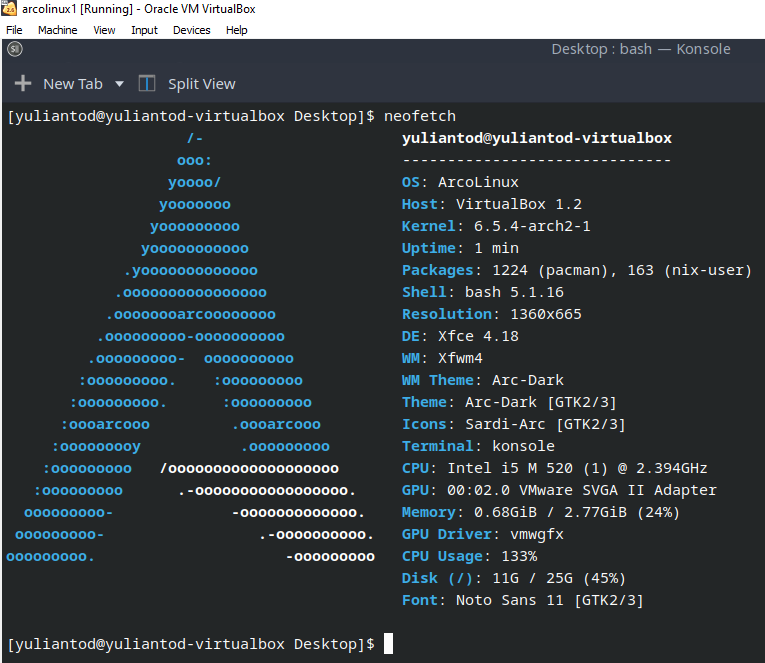 arcolinux1 [Running] - Oracle VM VirtualBox
File Machine View Input Devices Help
Desktop : bash — Konsole
New Tab Split View
[yuliantod@yuliantod-virtualbox Desktop]$ neofetch
/- yuliantod@yuliantod-virtualbox
ooo: ------------------------------
yoooo/ OS: ArcoLinux
yooooooo Host: VirtualBox 1.2
yooooooooo Kernel: 6.5.4-arch2-1
yooooooooooo Uptime: 1 min
.yooooooooooooo Packages: 1224 (pacman), 163 (nix-user)
.oooooooooooooooo Shell: bash 5.1.16
.oooooooarcoooooooo Resolution: 1360x665
.ooooooooo-oooooooooo DE: Xfce 4.18
.ooooooooo- oooooooooo WM: Xfwm4
:ooooooooo. :ooooooooo WM Theme: Arc-Dark
:ooooooooo. :ooooooooo Theme: Arc-Dark [GTK2/3]
:oooarcooo .oooarcooo Icons: Sardi-Arc [GTK2/3]
:ooooooooy .ooooooooo Terminal: konsole
:ooooooooo /ooooooooooooooooooo CPU: Intel i5 M 520 (1) @ 2.394GHz
:ooooooooo .-ooooooooooooooooo. GPU: 00:02.0 VMware SVGA II Adapter
ooooooooo- -ooooooooooooo. Memory: 0.68GiB / 2.77GiB (24%)
ooooooooo- .-oooooooooo. GPU Driver: vmwgfx
ooooooooo. -ooooooooo CPU Usage: 133%
Disk (/): 11G / 25G (45%)
Font: Noto Sans 11 [GTK2/3]
[yuliantod@yuliantod-virtualbox Desktop]$